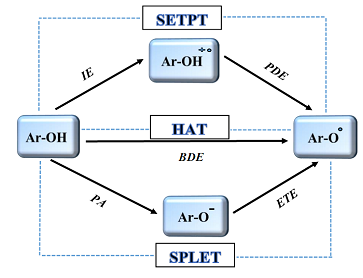 SETPT
IE
Ar-OH÷∘
PDE
Ar-OH
HAT
BDE
Ar-O°
PA
Ar-O⁻
ETE
SPLET